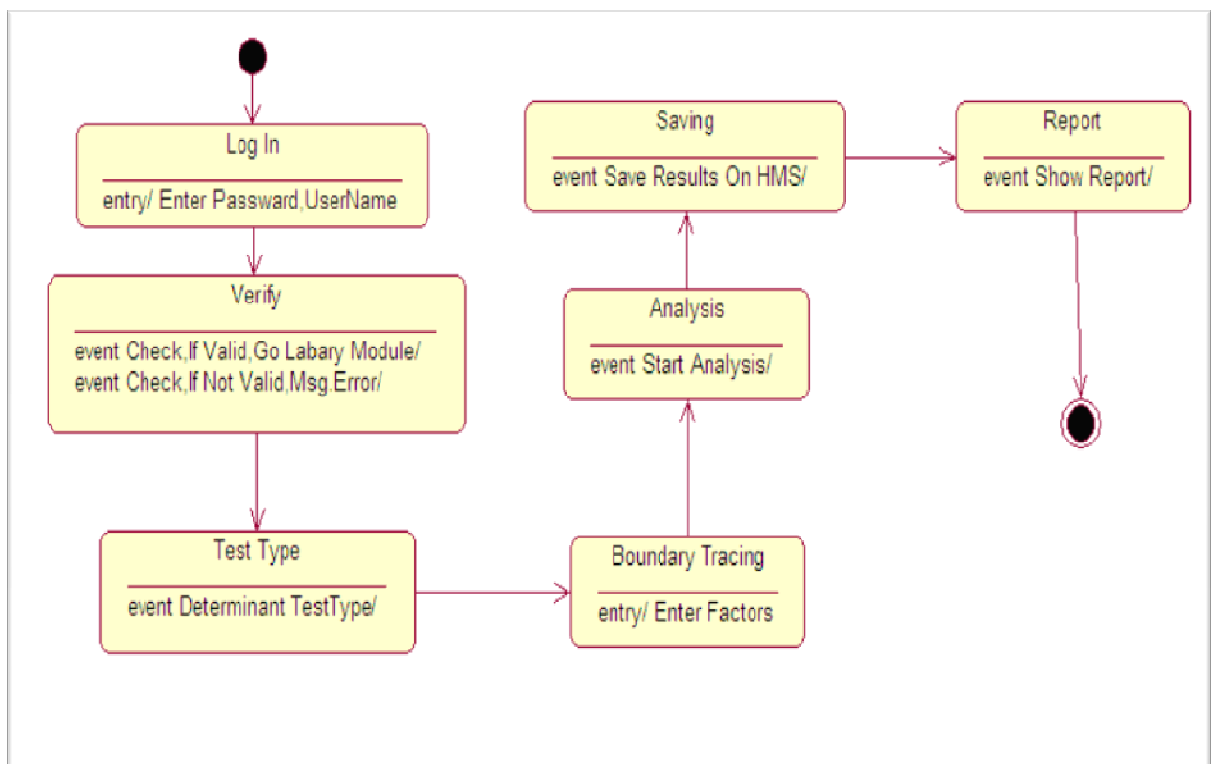 Log In
entry/ Enter Passward,UserName
Verify
event Check,If Valid,Go Labary Module/
event Check,If Not Valid,Msg.Error/
Test Type
event Determinant TestType/
Boundary Tracing
entry/ Enter Factors
Analysis
event Start Analysis/
Saving
event Save Results On HMS/
Report
event Show Report/